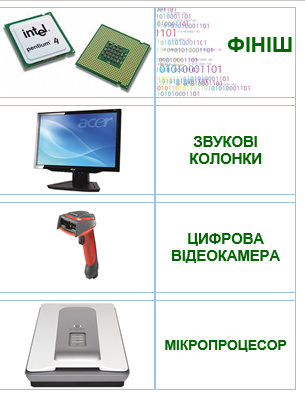 intel
pentium 4
ФІНІШ
acer
ЗВУКОВІ
КОЛОНКИ
ЦИФРОВА
ВІДЕОКАМЕРА
МІКРОПРОЦЕСОР